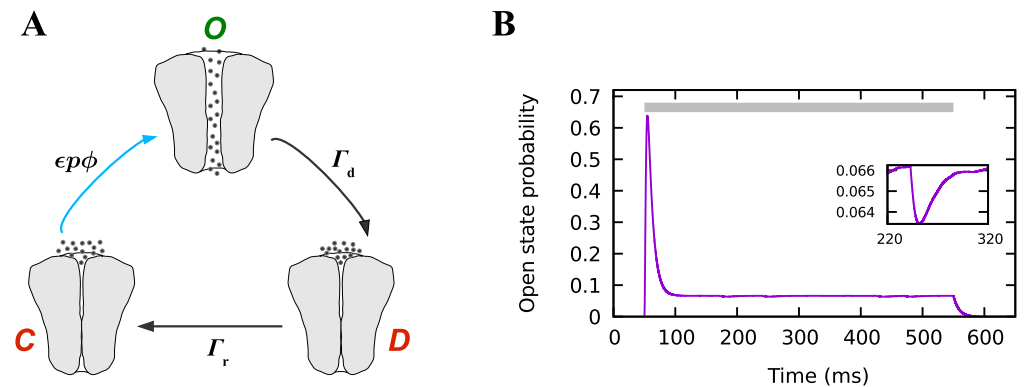 A
O
ϵpϕ
Γd
C
D
Γr
B
Open state probability
0.7
0.6
0.5
0.4
0.3
0.2
0.1
0
0.066
0.065
0.064
220 320
0 100 200 300 400 500 600
Time (ms)